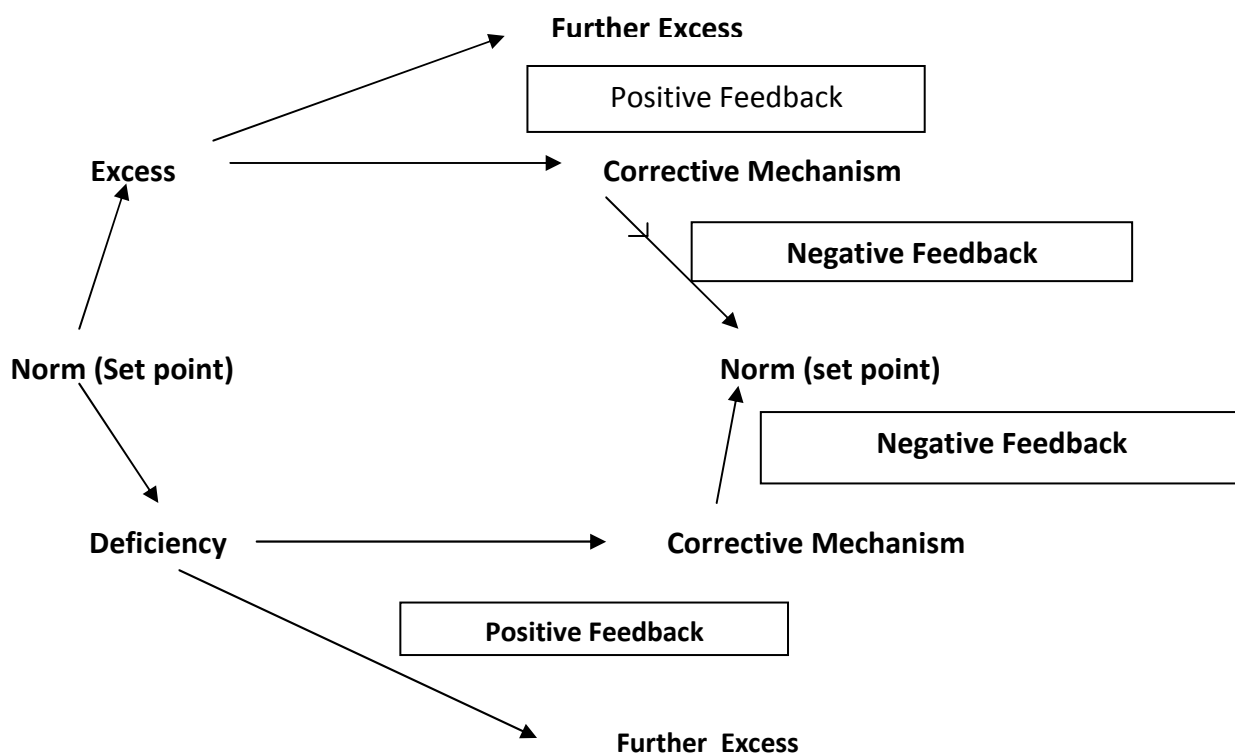 Further Excess
Positive Feedback
Excess
Corrective Mechanism
Negative Feedback
Norm (Set point)
Norm (set point)
Negative Feedback
Deficiency
Corrective Mechanism
Positive Feedback
Further Excess